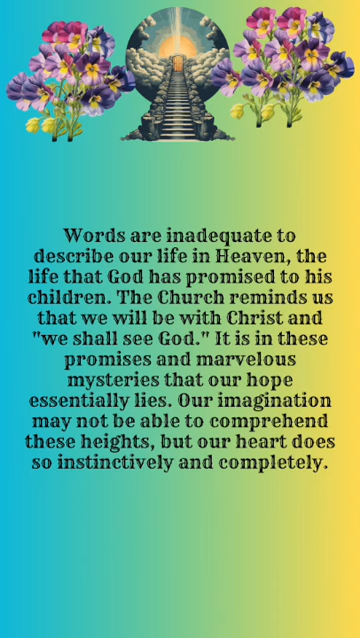 Words are inadequate to
describe our life in Heaven, the
life that God has promised to his
children. The Church reminds us
that we will be with Christ and
"we shall see God." It is in these
promises and marvelous
mysteries that our hope
essentially lies. Our imagination
may not be able to comprehend
these heights, but our heart does
so instinctively and completely.